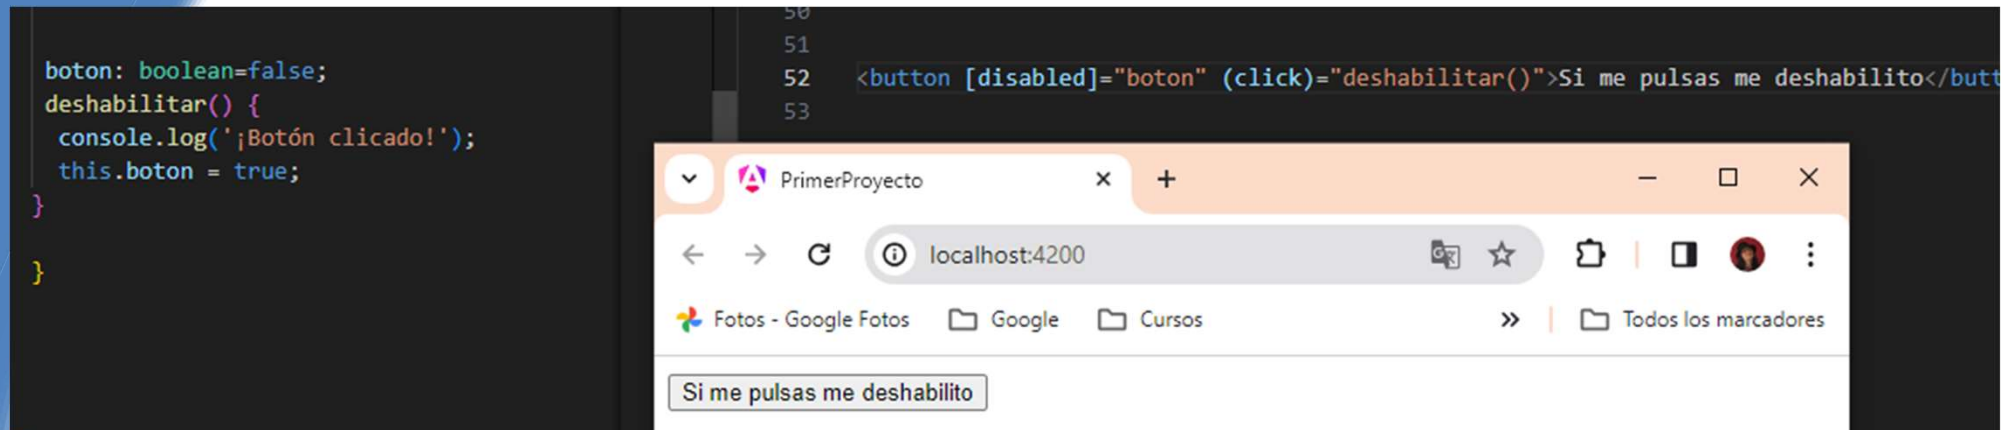 boton: boolean=false;
deshabilitar() {
console.log('¡Botón clicado!');
this.boton = true;
}
}
50
51
52 <button [disabled]="boton" (click)="deshabilitar()">Si me pulsas me deshabilito</butt
53
PrimerProyecto
localhost:4200
Fotos - Google Fotos Google Cursos » Todos los marcadores
Si me pulsas me deshabilito